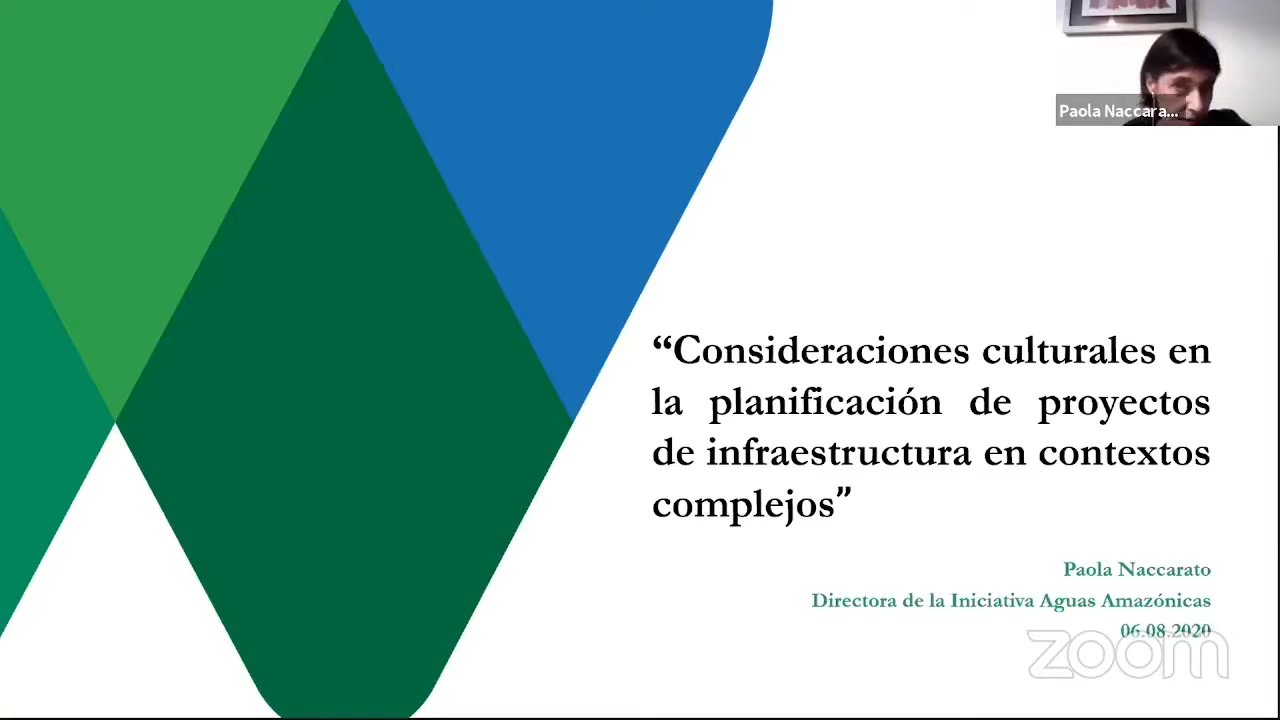 Paola Naccara...
“Consideraciones culturales en
la planificación de proyectos
de infraestructura en contextos
complejos”
Paola Naccarato
Directora de la Iniciativa Aguas Amazónicas
06.08.2020
zoom